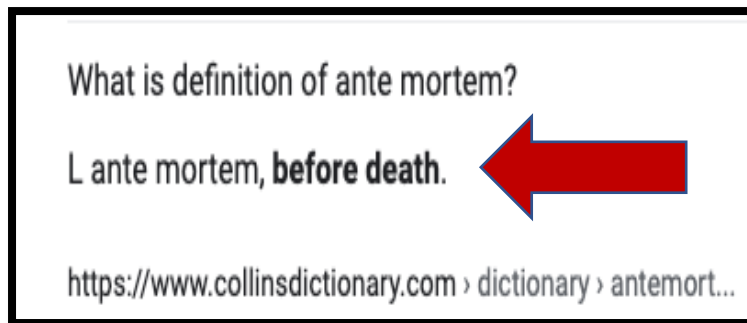 What is definition of ante mortem?
L ante mortem, before death.
https://www.collinsdictionary.com › dictionary › antemort...